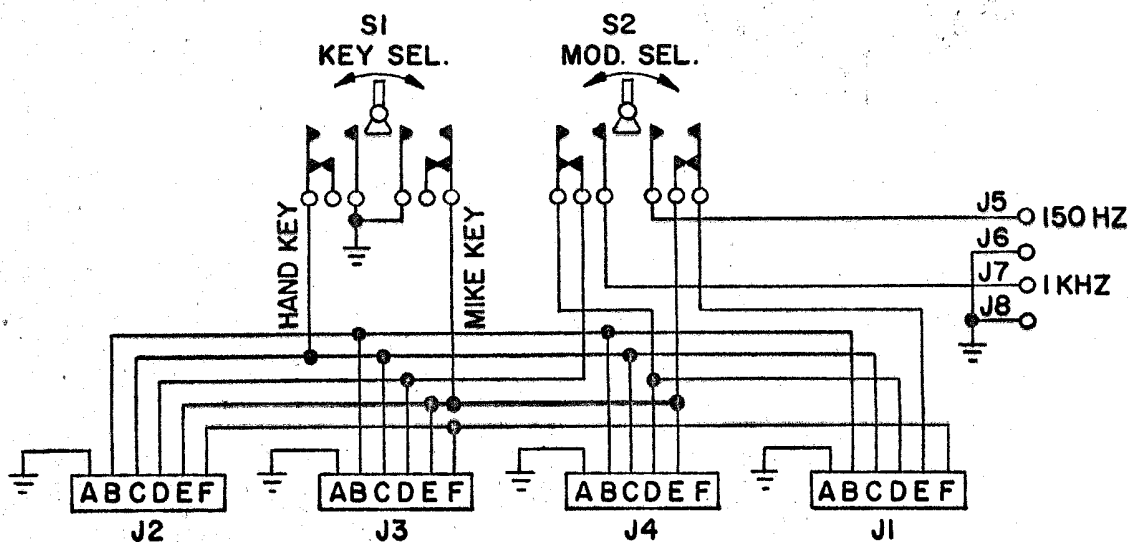 S1
KEY SEL.
S2
MOD. SEL.
HAND KEY
MIKE KEY
J5 150 HZ
J6
J7 1 KHZ
J8
ABCDEF
J2
ABCDEF
J3
ABCDEF
J4
ABCDEF
J1